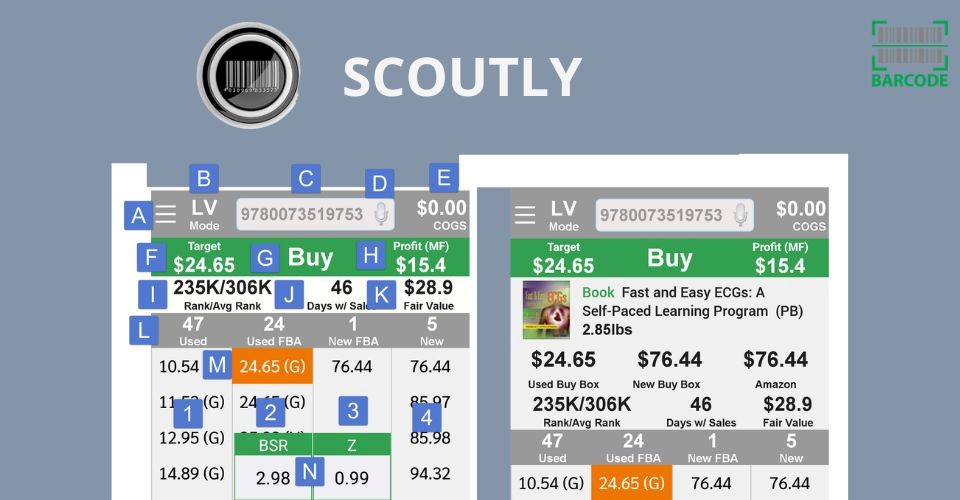 SCOUTLY
BARCODE
B C D E
A LV 9780073519753 $0.00
Mode COGS
F Target G Buy H Profit (MF)
$24.65 $15.4
I 235K/306K J 46 K $28.9
Rank/Avg Rank Days w/ Sales Fair Value
L 47 24 1 5
Used Used FBA New FBA New
10.54 M 24.65 (G) 76.44 76.44
(G)
1 2 3 4
12.95 (G) 85.98
BSR Z
14.89 (G) 2.98 N 0.99 94.32
LV 9780073519753 $0.00
Mode COGS
Target Buy Profit (MF)
$24.65 $15.4
Book Fast and Easy ECGs: A
Self-Paced Learning Program (PB)
2.85lbs
$24.65 $76.44 $76.44
Used Buy Box New Buy Box Amazon
235K/306K 46 $28.9
Rank/Avg Rank Days w/ Sales Fair Value
47 24 1 5
Used Used FBA New FBA New
10.54 (G) 24.65 (G) 76.44 76.44